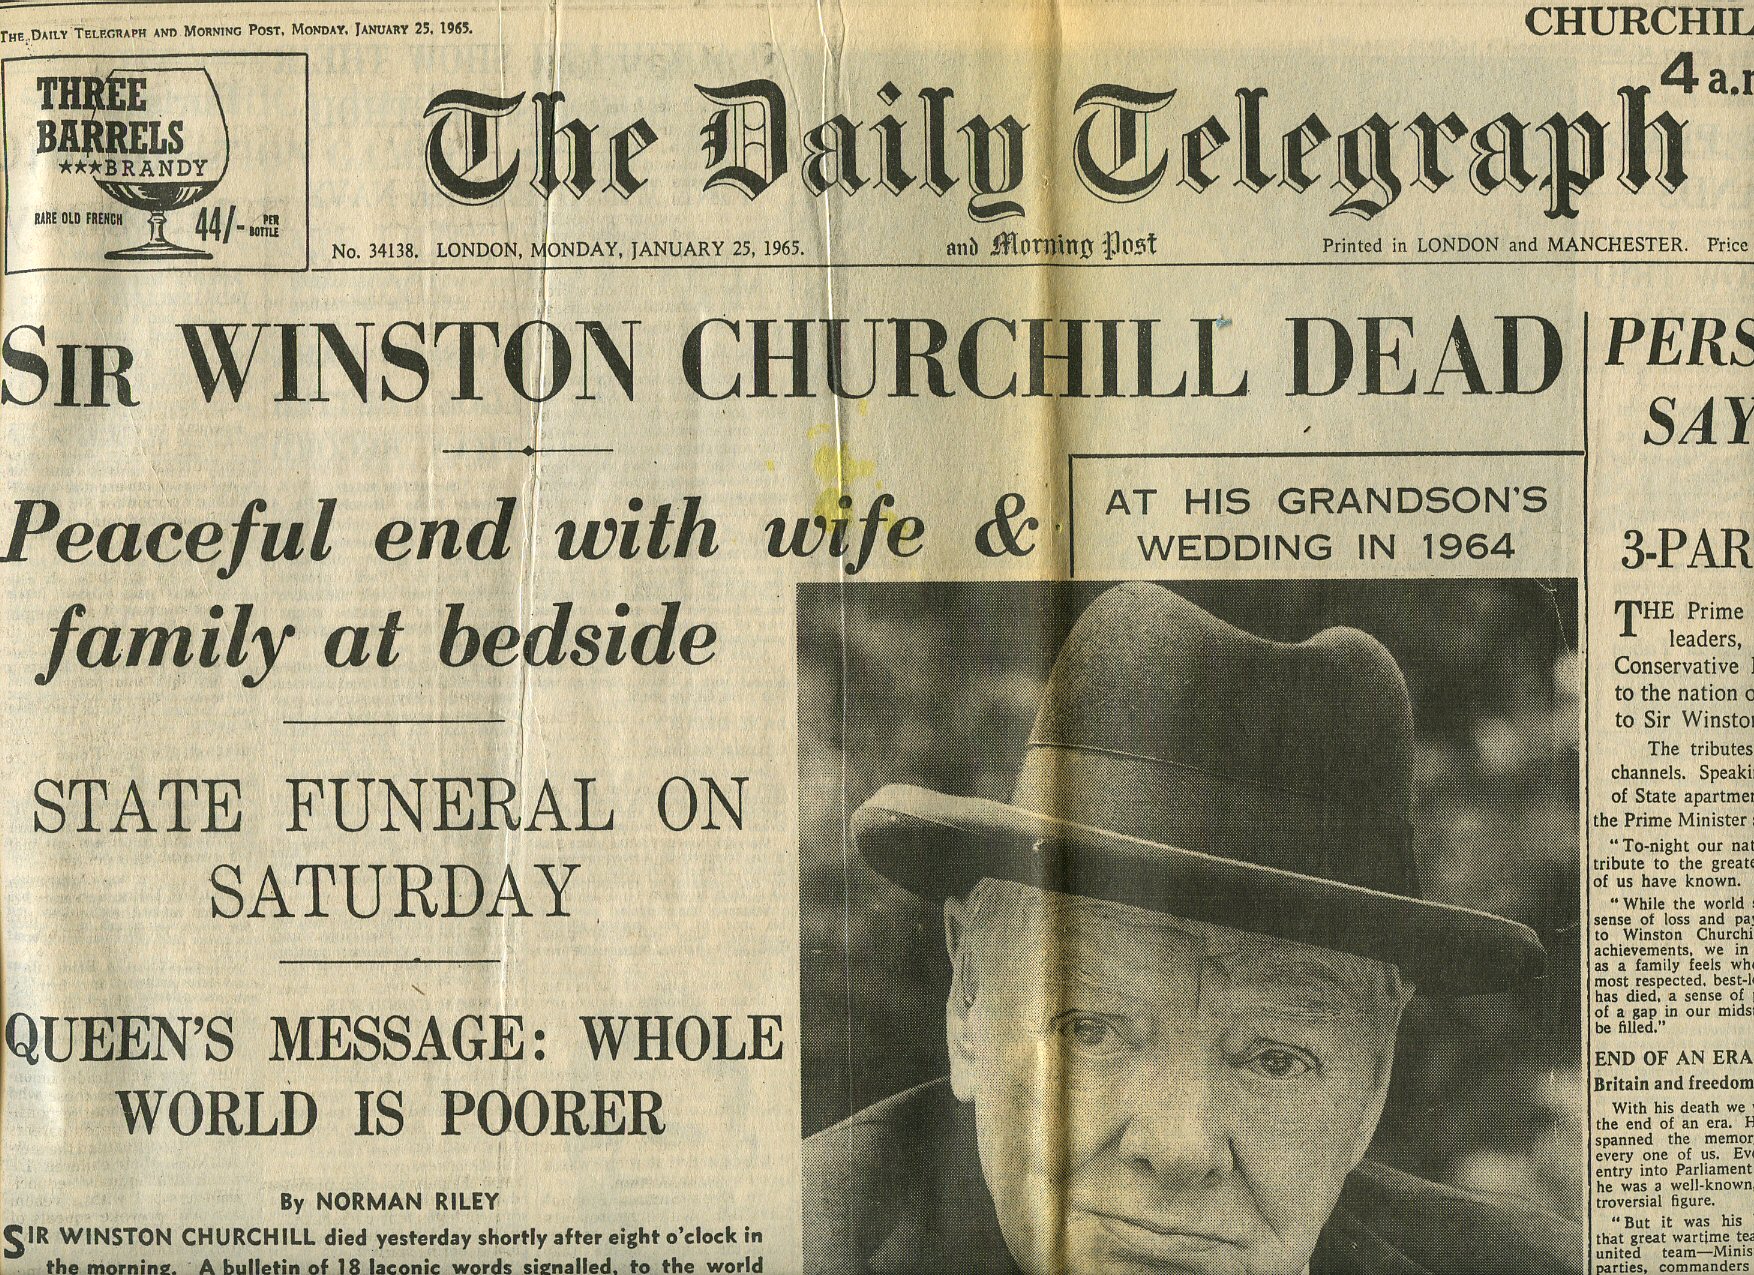 THE DAILY TELEGRAPH AND MORNING POST, MONDAY, JANUARY 25, 1965.
THREE
BARRELS
★★★BRANDY
RARE OLD FRENCH
44/- PER
BOTTLE
CHURCHIL
4 a.
The Daily Telegraph
No. 34138. LONDON, MONDAY, JANUARY 25, 1965.
and Morning Post
Printed in LONDON and MANCHESTER. Price
SIR WINSTON CHURCHILL DEAD
Peaceful end with wife &
family at bedside
STATE FUNERAL ON
SATURDAY
QUEEN'S MESSAGE: WHOLE
WORLD IS POORER
By NORMAN RILEY
SIR WINSTON CHURCHILL died yesterday shortly after eight o'clock in
the morning. A bulletin of 18 laconic words signalled, to the world
AT HIS GRANDSON'S
WEDDING IN 1964
PERS
SAY
3-PAR
THE Prime
leaders,
Conservative
to the nation
to Sir Winsto
The tributes
channels. Speaki
of State apartme
the Prime Minister
"To-night our nat
tribute to the greate
of us have known.
"While the world
sense of loss and pa
to Winston Churchi
achievements, we in
as a family feels wh
most respected, best-l
has died, a sense of
of a gap in our mids
be filled."
END OF AN ERA
Britain and freedom
With his death we
the end of an era. H
spanned the memor
every one of us. Ev
entry into Parliament
he was a well-known,
troversial figure.
"But it was his
that great wartime tea
united team—Minis
parties, commanders